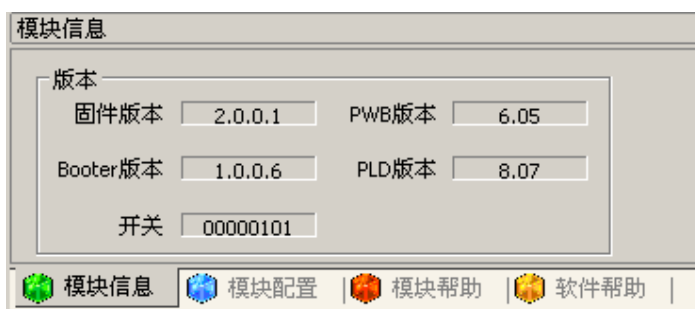 模块信息
版本
固件版本 2.0.0.1 PWB版本 6.05
Booter版本 1.0.0.6 PLD版本 8.07
开关 00000101
模块信息 模块配置 | 模块帮助 | 软件帮助 |